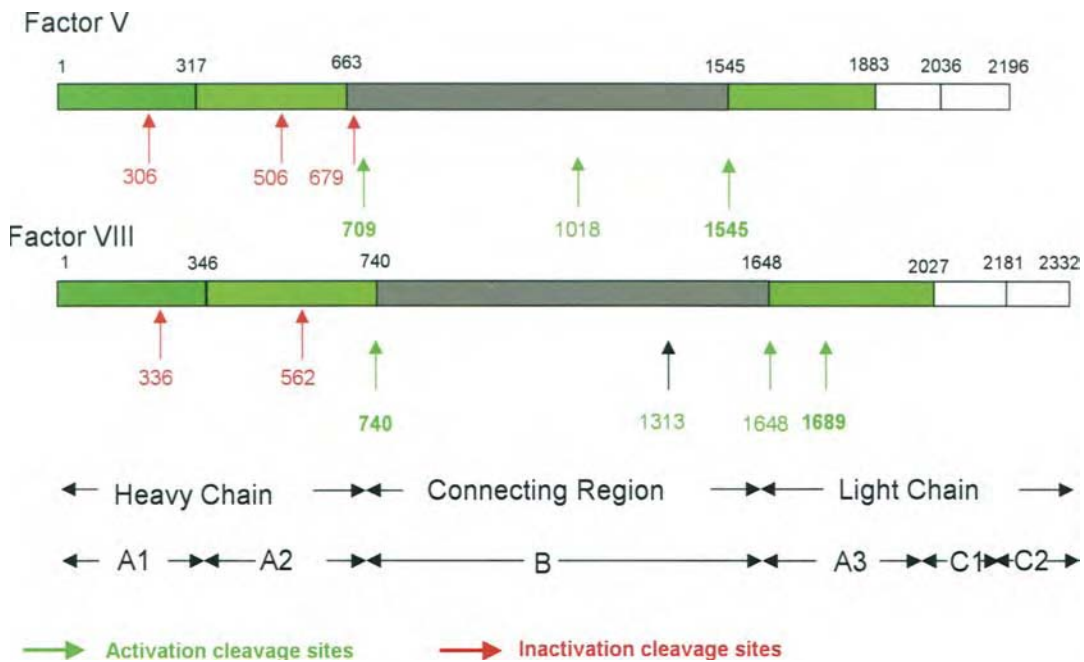 Factor V
1 317 663 1545 1883 2036 2196
306 506 679
709 1018 1545
Factor VIII
1 346 740 1648 2027 2181 2332
336 562
740 1313 1648 1689
Heavy Chain Connecting Region Light Chain
A1 A2 B A3 C1 C2
Activation cleavage sites Inactivation cleavage sites